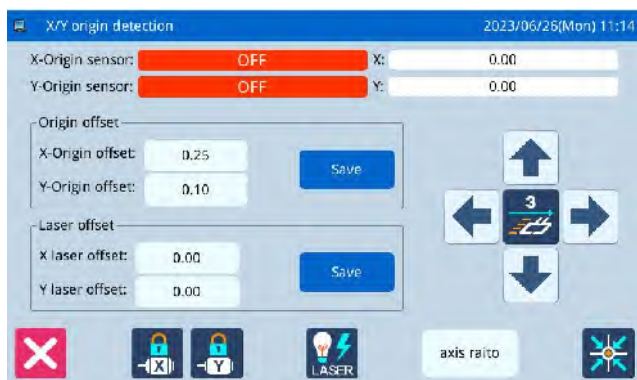 X/Y origin detection 2023/06/26(Mon) 11:14
X-Origin sensor: OFF X: 0.00
Y-Origin sensor: OFF Y: 0.00
Origin offset
X-Origin offset: 0.25
Save
Y-Origin offset: 0.10
3
Laser offset
X laser offset: 0.00
Save
Y laser offset: 0.00
X Y LASER axis raito